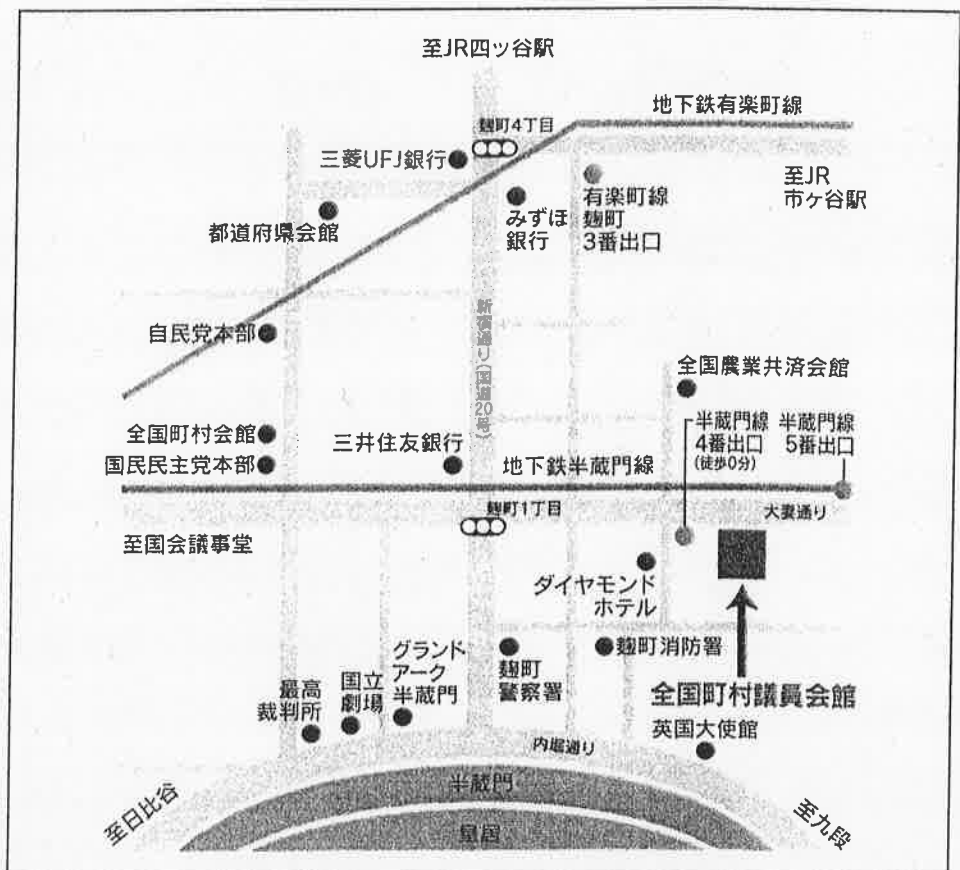 至JR四ッ谷駅
地下鉄有楽町線
麹町4丁目
三菱UFJ銀行
至JR
市ヶ谷駅
有楽町線
麹町
3番出口
みずほ
銀行
都道府県会館
新宿通り(国道20号)
自民党本部
全国農業共済会館
半蔵門線
4番出口
(徒歩0分)
半蔵門線
5番出口
全国町村会館
国民民主党本部
三井住友銀行
地下鉄半蔵門線
麹町1丁目
大妻通り
至国会議事堂
ダイヤモンド
ホテル
グランド
アーク
半蔵門
麹町
警察署
麹町消防署
最高
裁判所
国立
劇場
全国町村議員会館
英国大使館
内堀通り
半蔵門
皇居
至日比谷
至九段